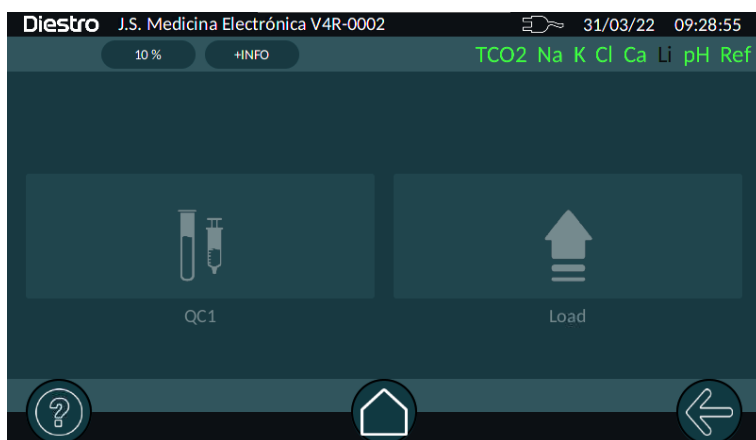 Diestro J.S. Medicina Electrónica V4R-0002 31/03/22 09:28:55
10 % +INFO TCO2 Na K Cl Ca Li pH Ref
QC1 Load
?